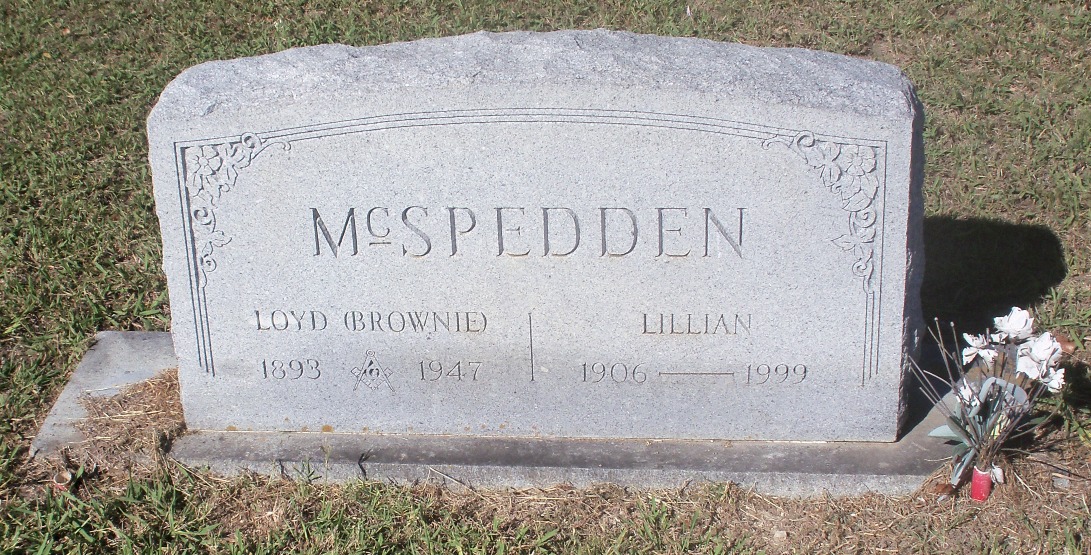 McSPEDDEN
LOYD (BROWNIE)
1893 G 1947
LILLIAN
1906 — 1999